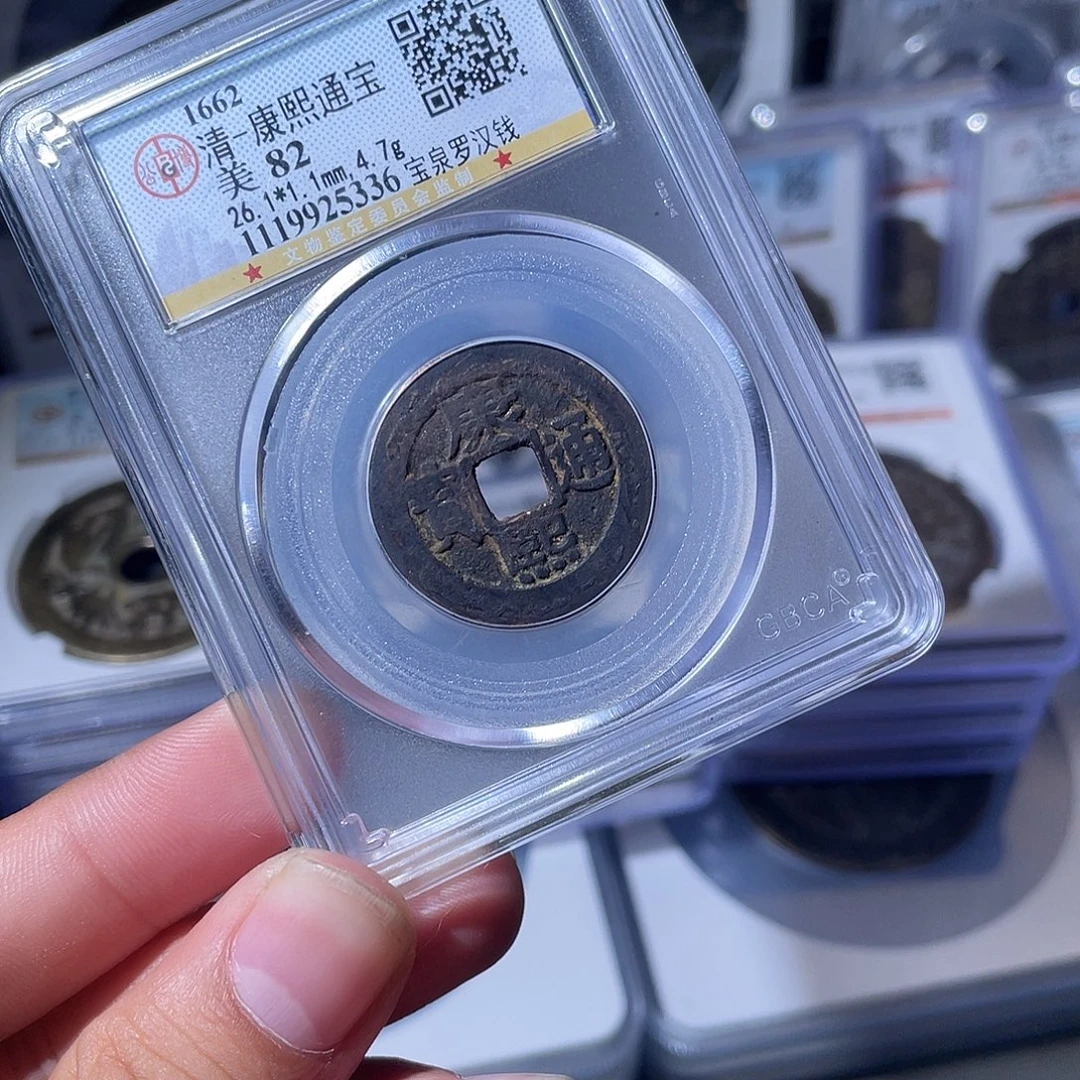 1662
清-康熙通宝
美 82
26.1*1.1mm, 4.7g
1119925336 宝泉罗汉钱
★ 文物鉴定委员会监制 ★
康
通
熙
GBCA®